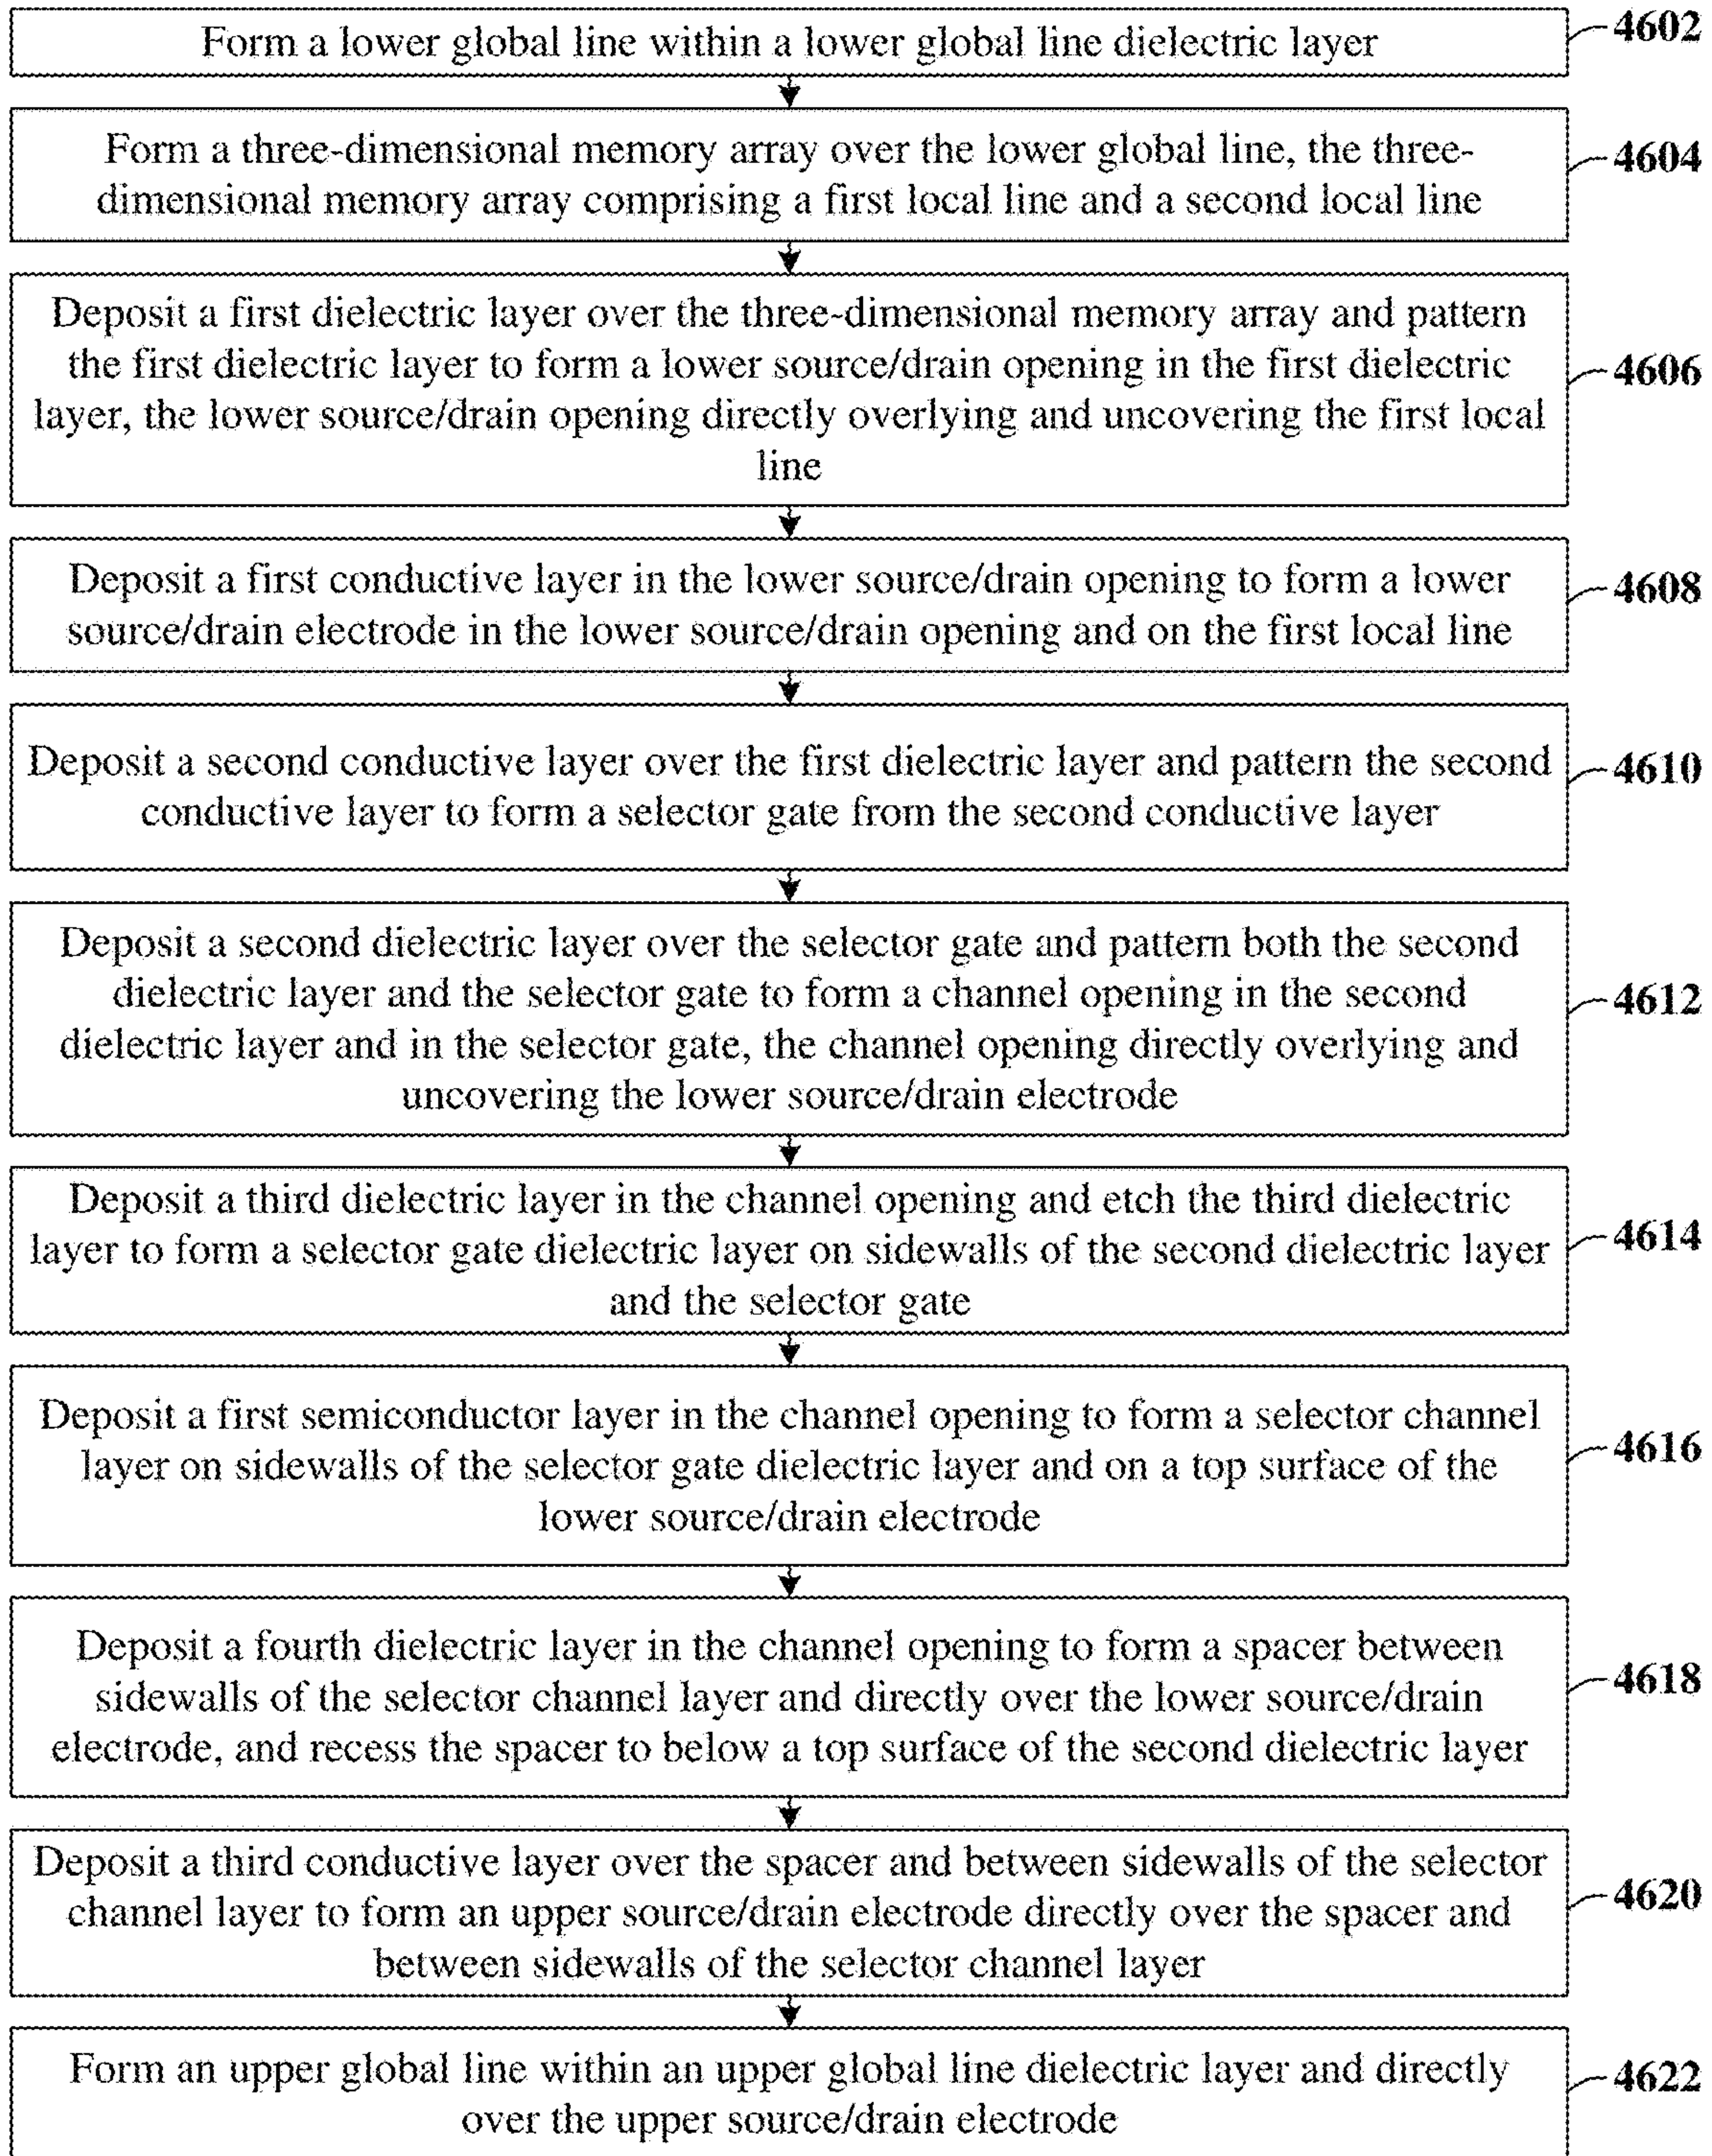 Form a lower global line within a lower global line dielectric layer
4602
Form a three-dimensional memory array over the lower global line, the three-
dimensional memory array comprising a first local line and a second local line
4604
Deposit a first dielectric layer over the three-dimensional memory array and pattern
the first dielectric layer to form a lower source/drain opening in the first dielectric
layer, the lower source/drain opening directly overlying and uncovering the first local
line
4606
Deposit a first conductive layer in the lower source/drain opening to form a lower
source/drain electrode in the lower source/drain opening and on the first local line
4608
Deposit a second conductive layer over the first dielectric layer and pattern the second
conductive layer to form a selector gate from the second conductive layer
4610
Deposit a second dielectric layer over the selector gate and pattern both the second
dielectric layer and the selector gate to form a channel opening in the second
dielectric layer and in the selector gate, the channel opening directly overlying and
uncovering the lower source/drain electrode
4612
Deposit a third dielectric layer in the channel opening and etch the third dielectric
layer to form a selector gate dielectric layer on sidewalls of the second dielectric layer
and the selector gate
4614
Deposit a first semiconductor layer in the channel opening to form a selector channel
layer on sidewalls of the selector gate dielectric layer and on a top surface of the
lower source/drain electrode
4616
Deposit a fourth dielectric layer in the channel opening to form a spacer between
sidewalls of the selector channel layer and directly over the lower source/drain
electrode, and recess the spacer to below a top surface of the second dielectric layer
4618
Deposit a third conductive layer over the spacer and between sidewalls of the selector
channel layer to form an upper source/drain electrode directly over the spacer and
between sidewalls of the selector channel layer
4620
Form an upper global line within an upper global line dielectric layer and directly
over the upper source/drain electrode
4622